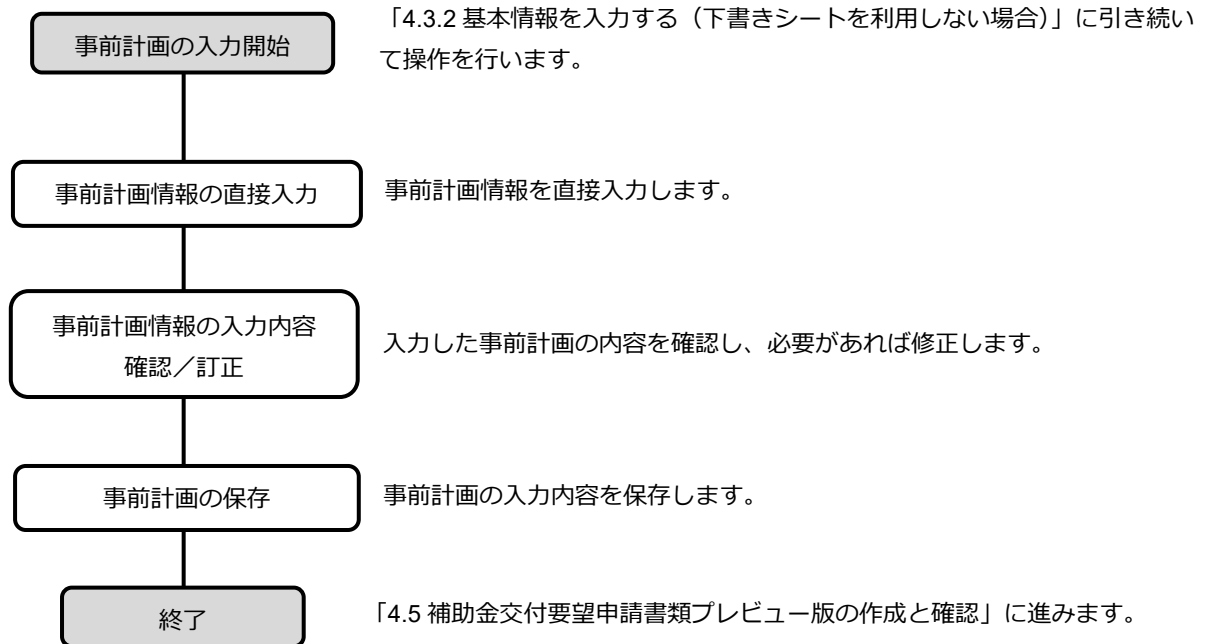 事前計画の入力開始
「4.3.2 基本情報を入力する（下書きシートを利用しない場合）」に引き続い
て操作を行います。
事前計画情報の直接入力
事前計画情報を直接入力します。
事前計画情報の入力内容
確認／訂正
入力した事前計画の内容を確認し、必要があれば修正します。
事前計画の保存
事前計画の入力内容を保存します。
終了
「4.5 補助金交付要望申請書類プレビュー版の作成と確認」に進みます。